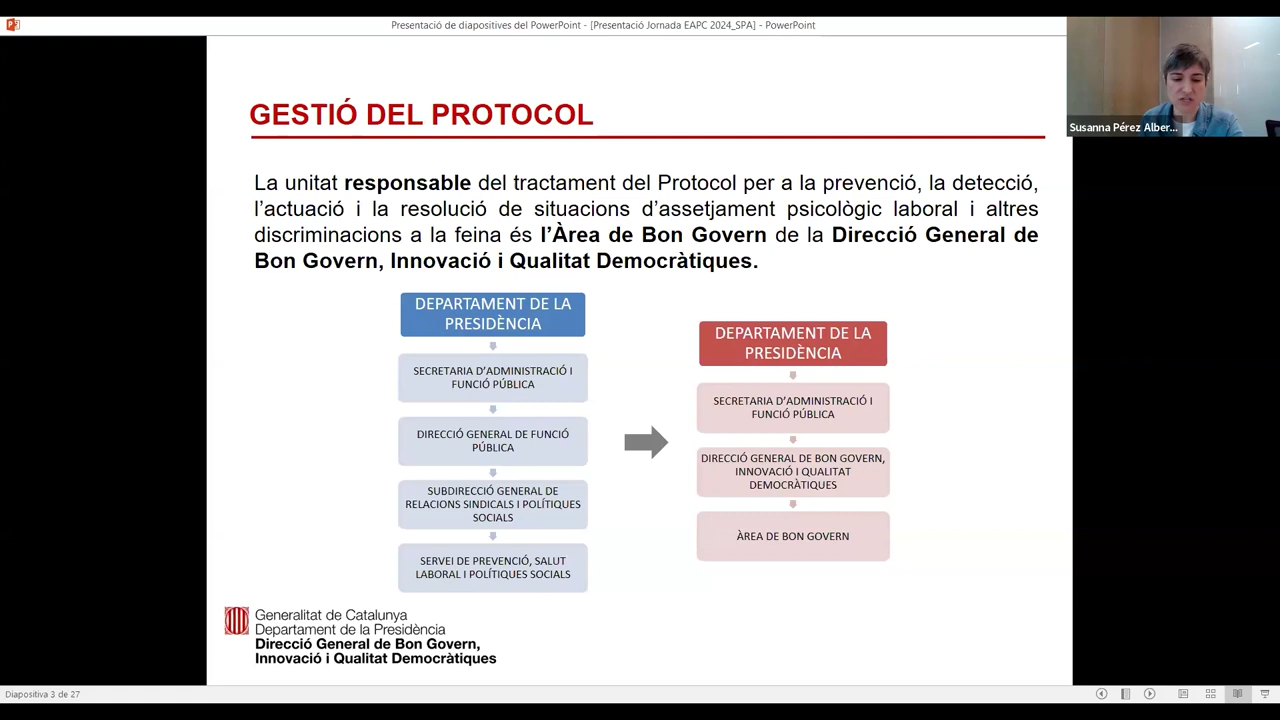 Presentació de diapositives del PowerPoint - [Presentació Jornada EAPC 2024_SPA] - PowerPoint
Susanna Pérez Alber...
GESTIÓ DEL PROTOCOL
La unitat responsable del tractament del Protocol per a la prevenció, la detecció,
l’actuació i la resolució de situacions d’assetjament psicològic laboral i altres
discriminacions a la feina és l’Àrea de Bon Govern de la Direcció General de
Bon Govern, Innovació i Qualitat Democràtiques.
DEPARTAMENT DE LA
PRESIDÈNCIA
SECRETARIA D’ADMINISTRACIÓ I
FUNCIÓ PÚBLICA
DIRECCIÓ GENERAL DE FUNCIÓ
PÚBLICA
SUBDIRECCIÓ GENERAL DE
RELACIONS SINDICALS I POLÍTIQUES
SOCIALS
SERVEI DE PREVENCIÓ, SALUT
LABORAL I POLÍTIQUES SOCIALS
DEPARTAMENT DE LA
PRESIDÈNCIA
SECRETARIA D’ADMINISTRACIÓ I
FUNCIÓ PÚBLICA
DIRECCIÓ GENERAL DE BON GOVERN,
INNOVACIÓ I QUALITAT
DEMOCRÀTIQUES
ÀREA DE BON GOVERN
Generalitat de Catalunya
Departament de la Presidència
Direcció General de Bon Govern,
Innovació i Qualitat Democràtiques
Diapositiva 3 de 27